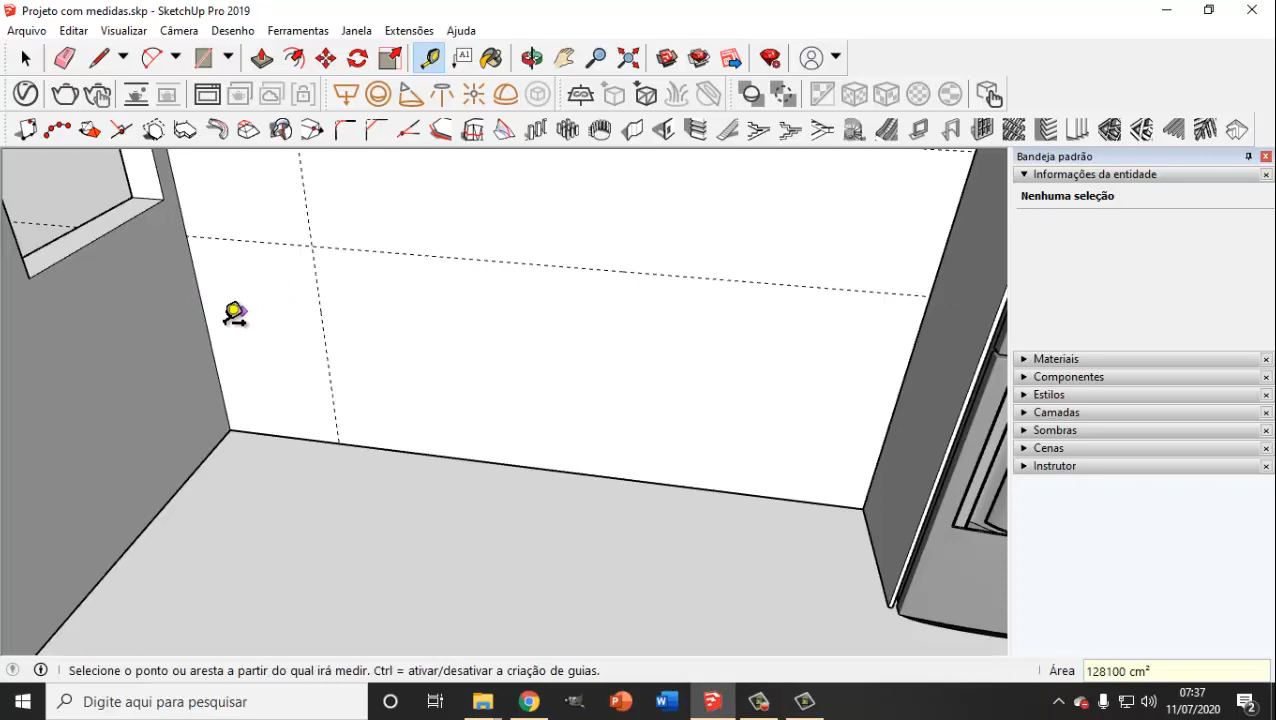 Projeto com medidas.skp - SketchUp Pro 2019
Arquivo Editar Visualizar Câmera Desenho Ferramentas Janela Extensões Ajuda
A1
Bandeja padrão
Informações da entidade
Nenhuma seleção
Materiais
Componentes
Estilos
Camadas
Sombras
Cenas
Instrutor
Selecione o ponto ou aresta a partir do qual irá medir. Ctrl = ativar/desativar a criação de guias.
Área 128100 cm²
Digite aqui para pesquisar
07:37
11/07/2020
2